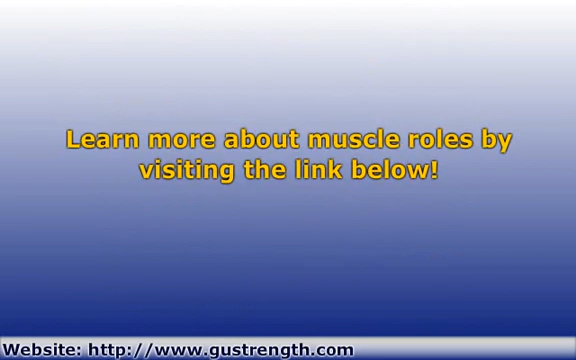 Learn more about muscle roles by
visiting the link below!
Website: http://www.gustrength.com